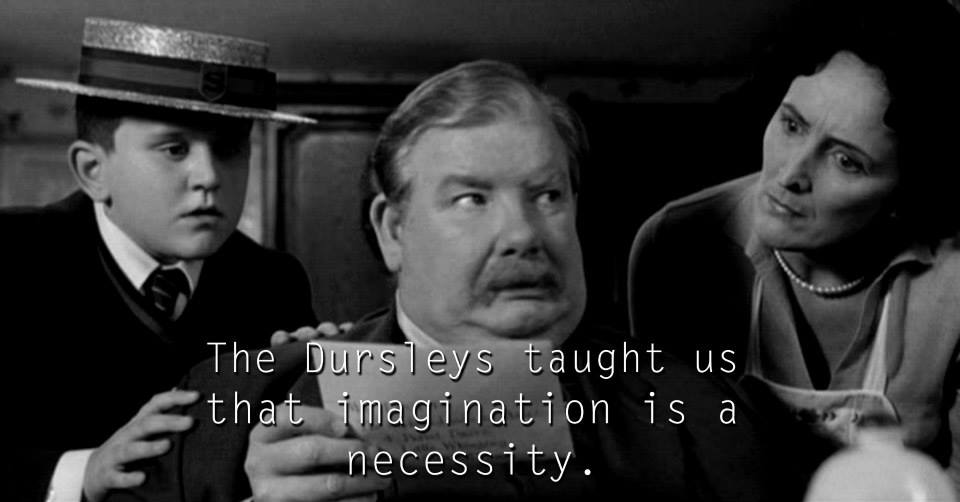 The Dursleys taught us
that imagination is a
necessity.